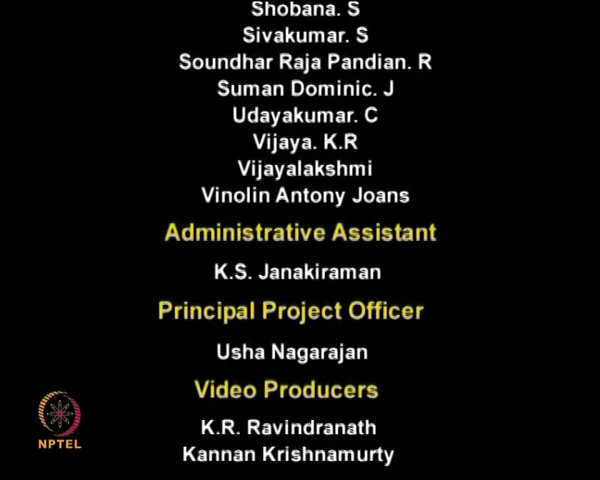 Shobana. S
Sivakumar. S
Soundhar Raja Pandian. R
Suman Dominic. J
Udayakumar. C
Vijaya. K.R
Vijayalakshmi
Vinolin Antony Joans
Administrative Assistant
K.S. Janakiraman
Principal Project Officer
Usha Nagarajan
Video Producers
K.R. Ravindranath
Kannan Krishnamurty
NPTEL